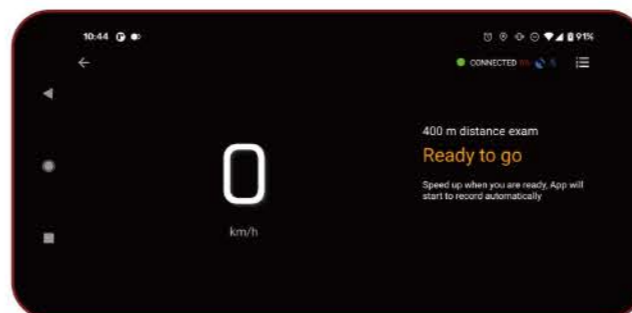 10:44
91%
CONNECTED
400 m distance exam
Ready to go
Speed up when you are ready, App will
start to record automatically
0
km/h